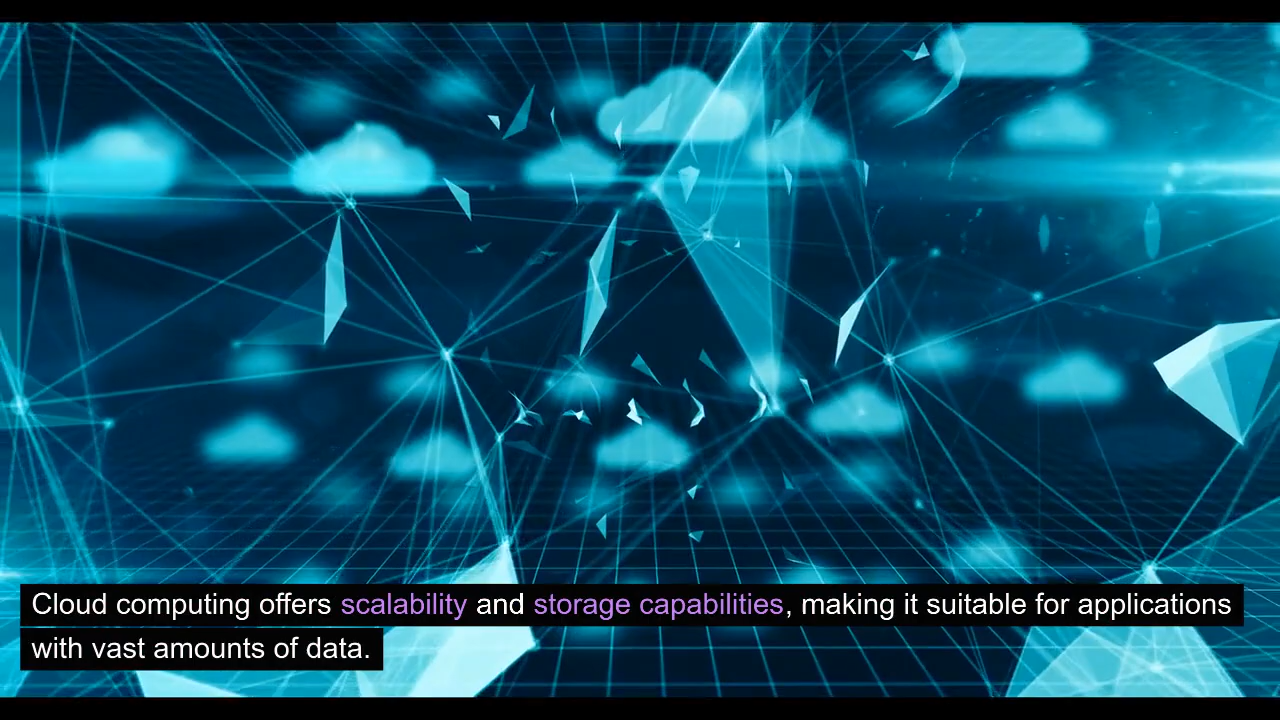 Cloud computing offers scalability and storage capabilities, making it suitable for applications
with vast amounts of data.